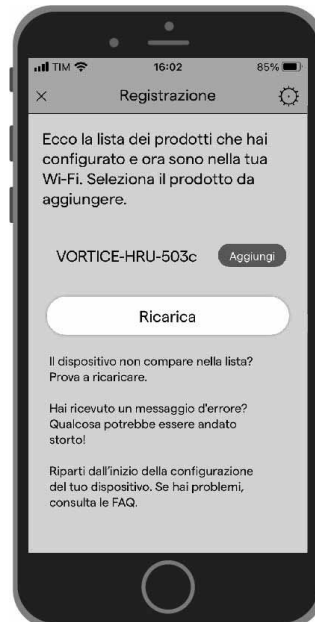 TIM 16:02 85%
× Registrazione
Ecco la lista dei prodotti che hai
configurato e ora sono nella tua
Wi-Fi. Seleziona il prodotto da
aggiungere.
VORTICE-HRU-503c Aggiungi
Ricarica
Il dispositivo non compare nella lista?
Prova a ricaricare.
Hai ricevuto un messaggio d'errore?
Qualcosa potrebbe essere andato
storto!
Riparti dall'inizio della configurazione
del tuo dispositivo. Se hai problemi,
consulta le FAQ.